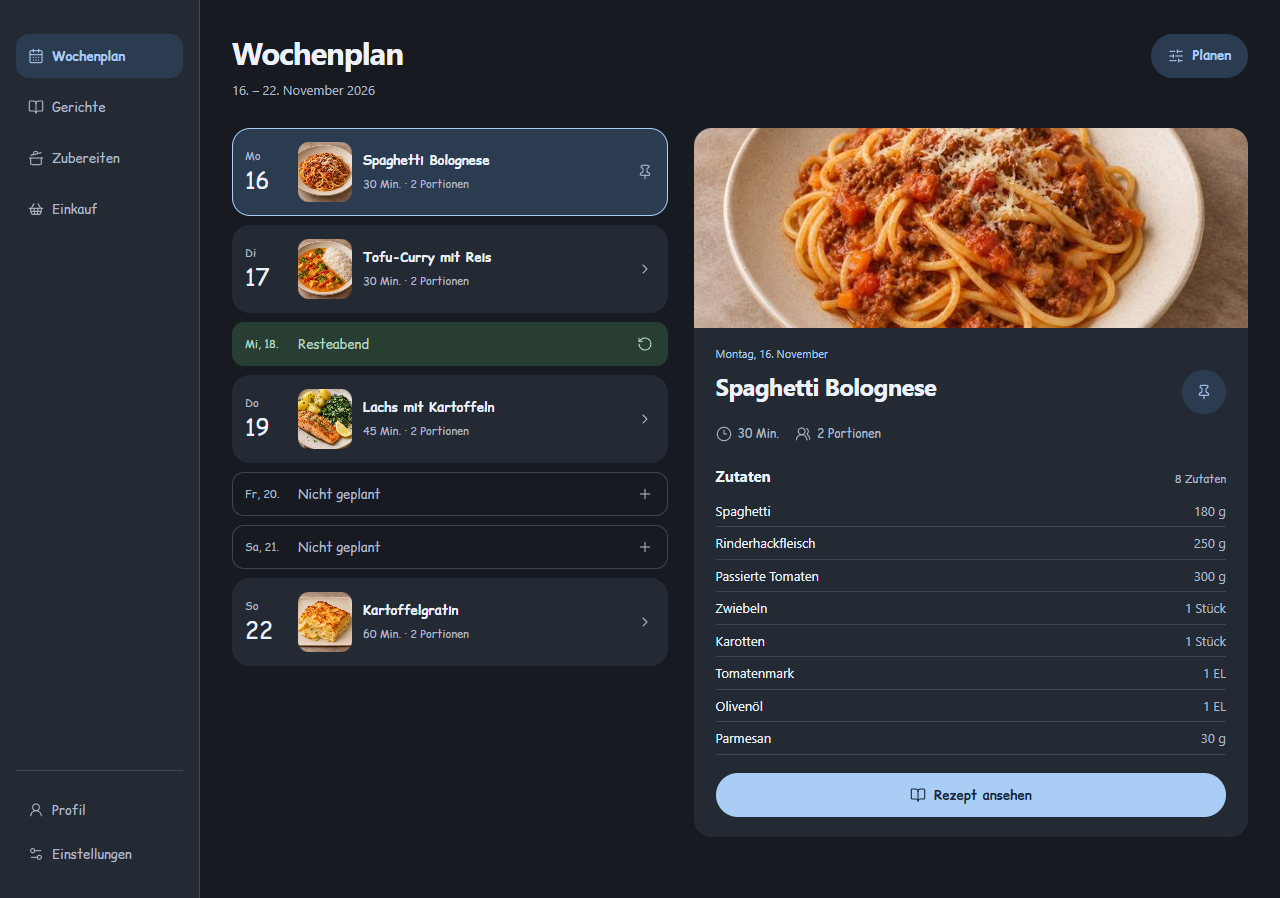 Wochenplan
Gerichte
Zubereiten
Einkauf
Profil
Einstellungen
Wochenplan
16. – 22. November 2026
Planen
Mo
16
Spaghetti Bolognese
30 Min. · 2 Portionen
Di
17
Tofu-Curry mit Reis
30 Min. · 2 Portionen
Mi, 18.
Resteabend
Do
19
Lachs mit Kartoffeln
45 Min. · 2 Portionen
Fr, 20.
Nicht geplant
Sa, 21.
Nicht geplant
So
22
Kartoffelgratin
60 Min. · 2 Portionen
Montag, 16. November
Spaghetti Bolognese
30 Min.
2 Portionen
Zutaten
8 Zutaten
Spaghetti 180 g
Rinderhackfleisch 250 g
Passierte Tomaten 300 g
Zwiebeln 1 Stück
Karotten 1 Stück
Tomatenmark 1 EL
Olivenöl 1 EL
Parmesan 30 g
Rezept ansehen